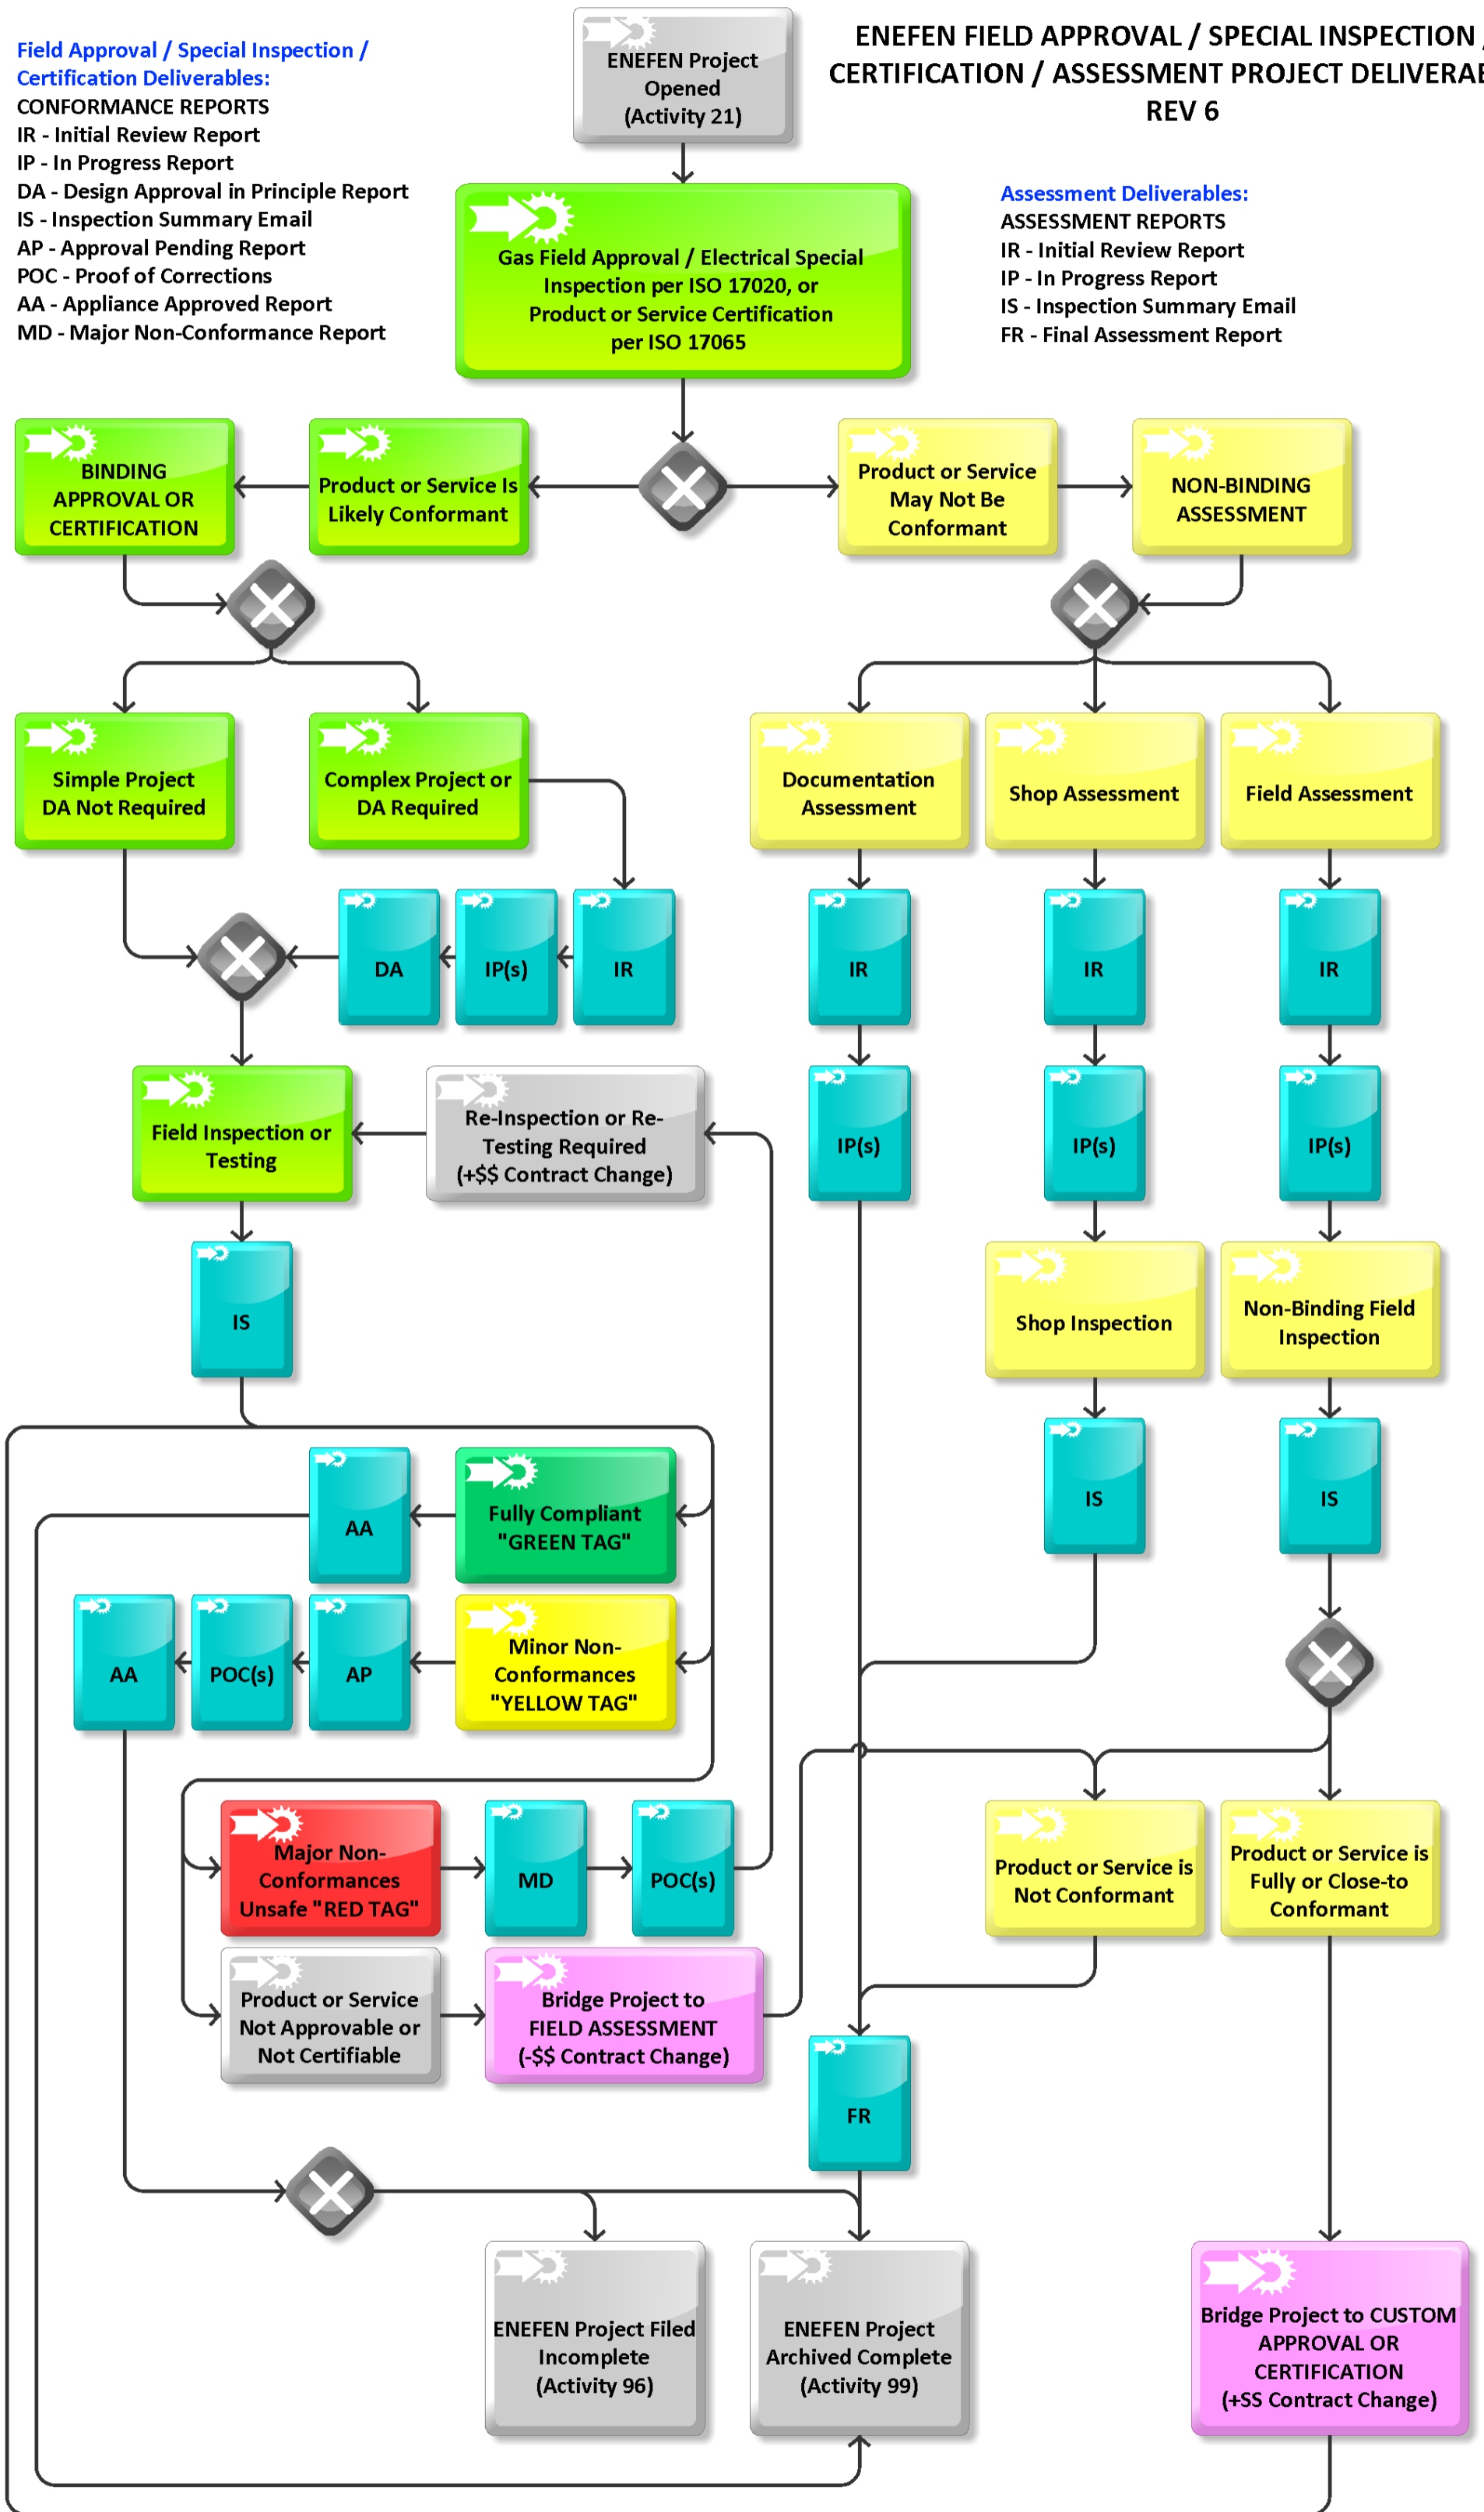 Field Approval / Special Inspection /
Certification Deliverables:
CONFORMANCE REPORTS
IR - Initial Review Report
IP - In Progress Report
DA - Design Approval in Principle Report
IS - Inspection Summary Email
AP - Approval Pending Report
POC - Proof of Corrections
AA - Appliance Approved Report
MD - Major Non-Conformance Report
ENEFEN Project
Opened
(Activity 21)
ENEFEN FIELD APPROVAL / SPECIAL INSPECTION /
CERTIFICATION / ASSESSMENT PROJECT DELIVERAB
REV 6
Assessment Deliverables:
ASSESSMENT REPORTS
IR - Initial Review Report
IP - In Progress Report
IS - Inspection Summary Email
FR - Final Assessment Report
Gas Field Approval / Electrical Special
Inspection per ISO 17020, or
Product or Service Certification
per ISO 17065
BINDING
APPROVAL OR
CERTIFICATION
Product or Service Is
Likely Conformant
Product or Service
May Not Be
Conformant
NON-BINDING
ASSESSMENT
Simple Project
DA Not Required
Complex Project or
DA Required
Documentation
Assessment
Shop Assessment
Field Assessment
DA
IP(s)
IR
IR
IR
IR
Field Inspection or
Testing
Re-Inspection or Re-
Testing Required
(+$$ Contract Change)
IP(s)
IP(s)
IP(s)
IS
Shop Inspection
Non-Binding Field
Inspection
AA
Fully Compliant
"GREEN TAG"
IS
IS
AA
POC(s)
AP
Minor Non-
Conformances
"YELLOW TAG"
Major Non-
Conformances
Unsafe "RED TAG"
MD
POC(s)
Product or Service is
Not Conformant
Product or Service is
Fully or Close-to
Conformant
Product or Service
Not Approvable or
Not Certifiable
Bridge Project to
FIELD ASSESSMENT
(-$$ Contract Change)
FR
ENEFEN Project Filed
Incomplete
(Activity 96)
ENEFEN Project
Archived Complete
(Activity 99)
Bridge Project to CUSTOM
APPROVAL OR
CERTIFICATION
(+SS Contract Change)